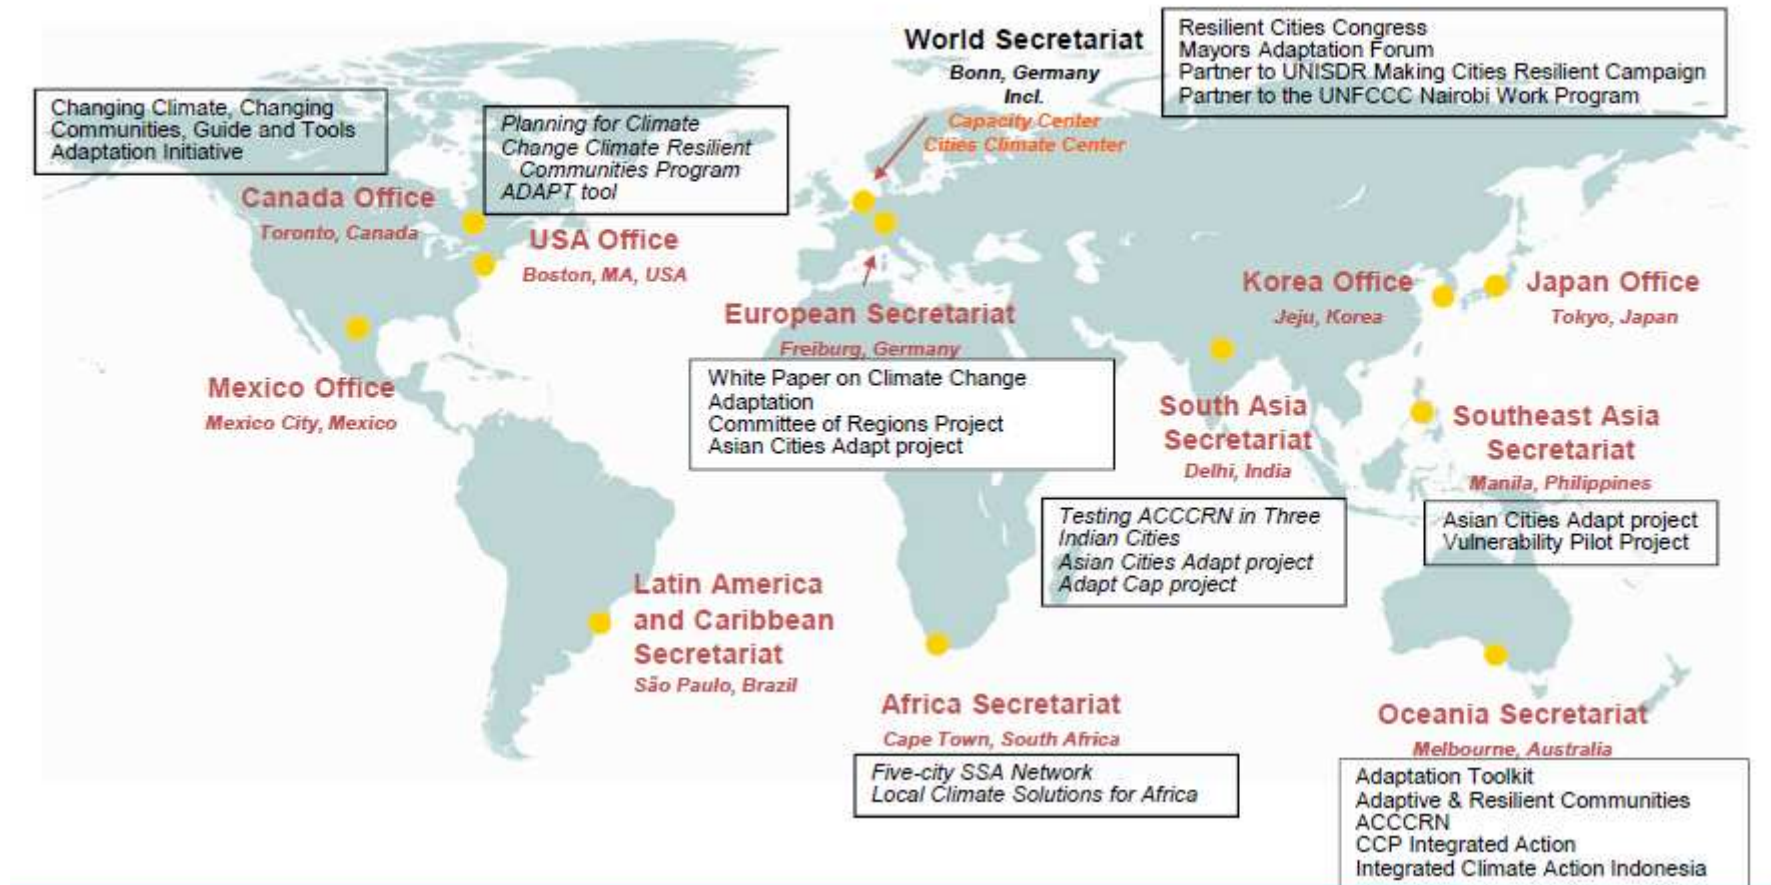 World Secretariat
Bonn, Germany
Incl.
Capacity Center
Cities Climate Center
Resilient Cities Congress
Mayors Adaptation Forum
Partner to UNISDR Making Cities Resilient Campaign
Partner to the UNFCCC Nairobi Work Program
Changing Climate, Changing
Communities, Guide and Tools
Adaptation Initiative
Canada Office
Toronto, Canada
Planning for Climate
Change Climate Resilient
Communities Program
ADAPT tool
USA Office
Boston, MA, USA
Mexico Office
Mexico City, Mexico
European Secretariat
Freiburg, Germany
White Paper on Climate Change
Adaptation
Committee of Regions Project
Asian Cities Adapt project
Korea Office
Jeju, Korea
Japan Office
Tokyo, Japan
South Asia
Secretariat
Delhi, India
Testing ACCCRN in Three
Indian Cities
Asian Cities Adapt project
Adapt Cap project
Southeast Asia
Secretariat
Manila, Philippines
Asian Cities Adapt project
Vulnerability Pilot Project
Latin America
and Caribbean
Secretariat
São Paulo, Brazil
Africa Secretariat
Cape Town, South Africa
Five-city SSA Network
Local Climate Solutions for Africa
Oceania Secretariat
Melbourne, Australia
Adaptation Toolkit
Adaptive & Resilient Communities
ACCCRN
CCP Integrated Action
Integrated Climate Action Indonesia